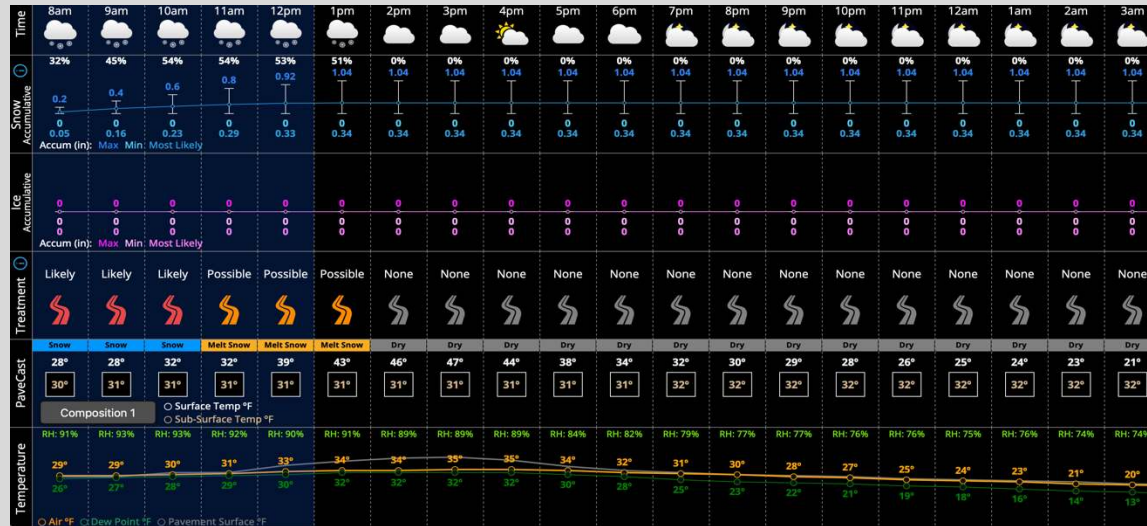 Time 8am 9am 10am 11am 12pm 1pm 2pm 3pm 4pm 5pm 6pm 7pm 8pm 9pm 10pm 11pm 12am 1am 2am 3am
32% 45% 54% 54% 53% 51% 0% 0% 0% 0% 0% 0% 0% 0% 0% 0% 0% 0% 0% 0%
Snow Accumulative
0.2 0.4 0.6 0.8 0.92 1.04 1.04 1.04 1.04 1.04 1.04 1.04 1.04 1.04 1.04 1.04 1.04 1.04 1.04 1.04
0 0 0 0 0 0 0 0 0 0 0 0 0 0 0 0 0 0 0 0
0.05 0.16 0.23 0.29 0.33 0.34 0.34 0.34 0.34 0.34 0.34 0.34 0.34 0.34 0.34 0.34 0.34 0.34 0.34 0.34
Accum (in): Max Min Most Likely
Ice Accumulative
0 0 0 0 0 0 0 0 0 0 0 0 0 0 0 0 0 0 0 0
0 0 0 0 0 0 0 0 0 0 0 0 0 0 0 0 0 0 0 0
0 0 0 0 0 0 0 0 0 0 0 0 0 0 0 0 0 0 0 0
Accum (in): Max Min Most Likely
Treatment Likely Likely Likely Possible Possible Possible None None None None None None None None None None None None None None
Snow Snow Snow Melt Snow Melt Snow Melt Snow Dry Dry Dry Dry Dry Dry Dry Dry Dry Dry Dry Dry Dry Dry
PaveCast
28° 28° 32° 32° 39° 43° 46° 47° 44° 38° 34° 32° 30° 29° 28° 26° 25° 24° 23° 21°
30° 31° 31° 31° 31° 31° 31° 31° 31° 31° 31° 32° 32° 32° 32° 32° 32° 32° 32° 32°
Composition 1
Surface Temp °F
Sub-Surface Temp °F
RH: 91% RH: 93% RH: 93% RH: 92% RH: 90% RH: 91% RH: 89% RH: 89% RH: 89% RH: 84% RH: 82% RH: 79% RH: 77% RH: 77% RH: 76% RH: 76% RH: 75% RH: 76% RH: 74% RH: 74%
Temperature
29° 29° 30° 31° 33° 34° 34° 35° 35° 34° 32° 31° 30° 28° 27° 25° 24° 23° 21° 20°
26° 27° 28° 29° 30° 32° 32° 32° 32° 30° 28° 25° 23° 22° 21° 19° 18° 16° 14° 13°
Air °F Dew Point °F Pavement Surface °F